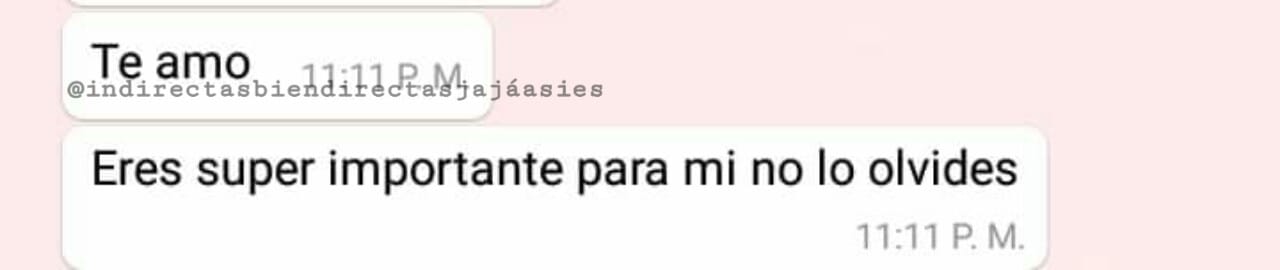 Te amo
11:11 P. M.
@indirectasbiendirectasjajáasies
Eres super importante para mi no lo olvides
11:11 P. M.